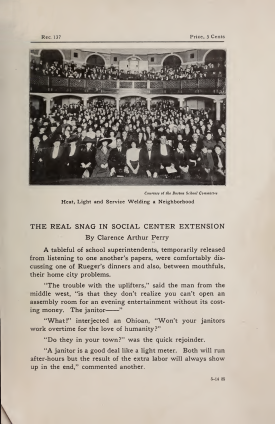 Rec 137 Price, 5 Cents
Courtesy of the Boston School Committee
Heat, Light and Service Welding a Neighborhood
THE REAL SNAG IN SOCIAL CENTER EXTENSION
By Clarence Arthur Perry
A tableful of school superintendents, temporarily released
from listening to one another's papers, were comfortably dis-
cussing one of Rueger's dinners and also, between mouthfuls,
their home city problems.
"The trouble with the uplifters," said the man from the
middle west, "is that they don't realize you can't open an
assembly room for an evening entertainment without its cost-
ing money. The janitor——"
"What?" interjected an Ohioan, "Won't your janitors
work overtime for the love of humanity?"
"Do they in your town?" was the quick rejoinder.
"A janitor is a good deal like a light meter. Both will run
after-hours but the result of the extra labor will always show
up in the end," commented another.